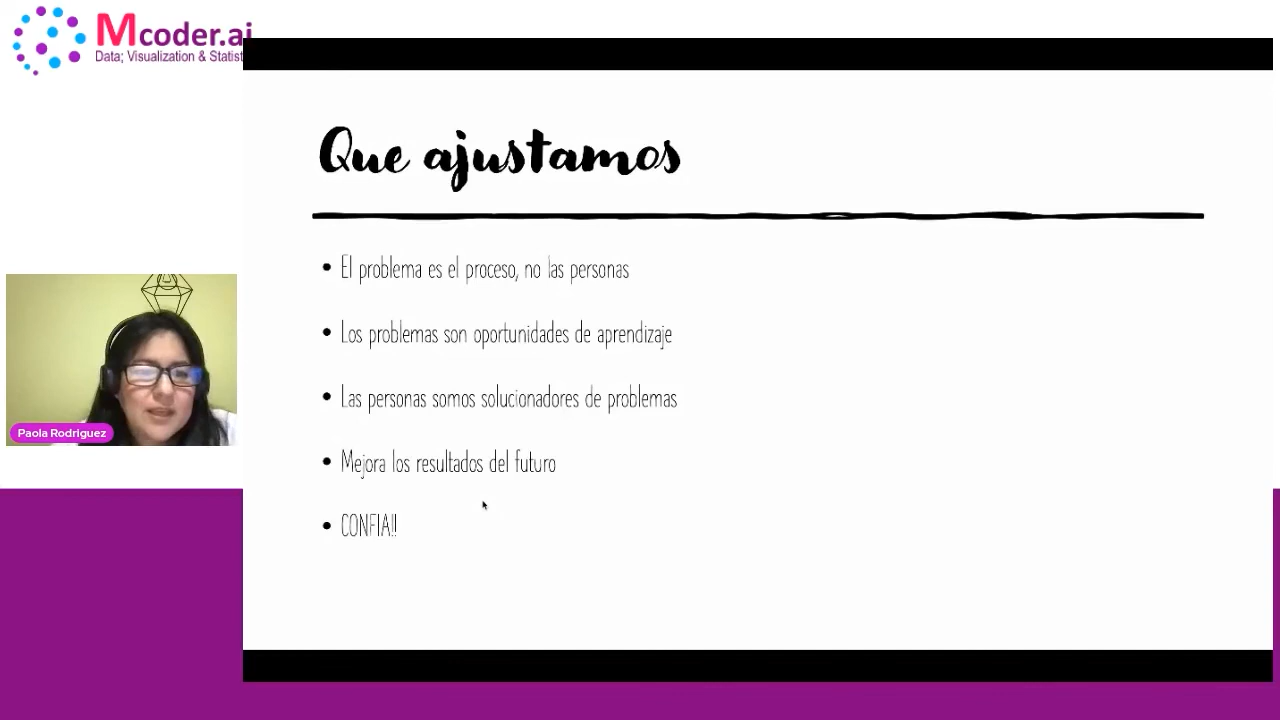 Mcoder.ai
Data; Visualization & Statist
Que ajustamos
• El problema es el proceso, no las personas
• Los problemas son oportunidades de aprendizaje
• Las personas somos solucionadores de problemas
• Mejora los resultados del futuro
• CONFIA!!
Paola Rodriguez